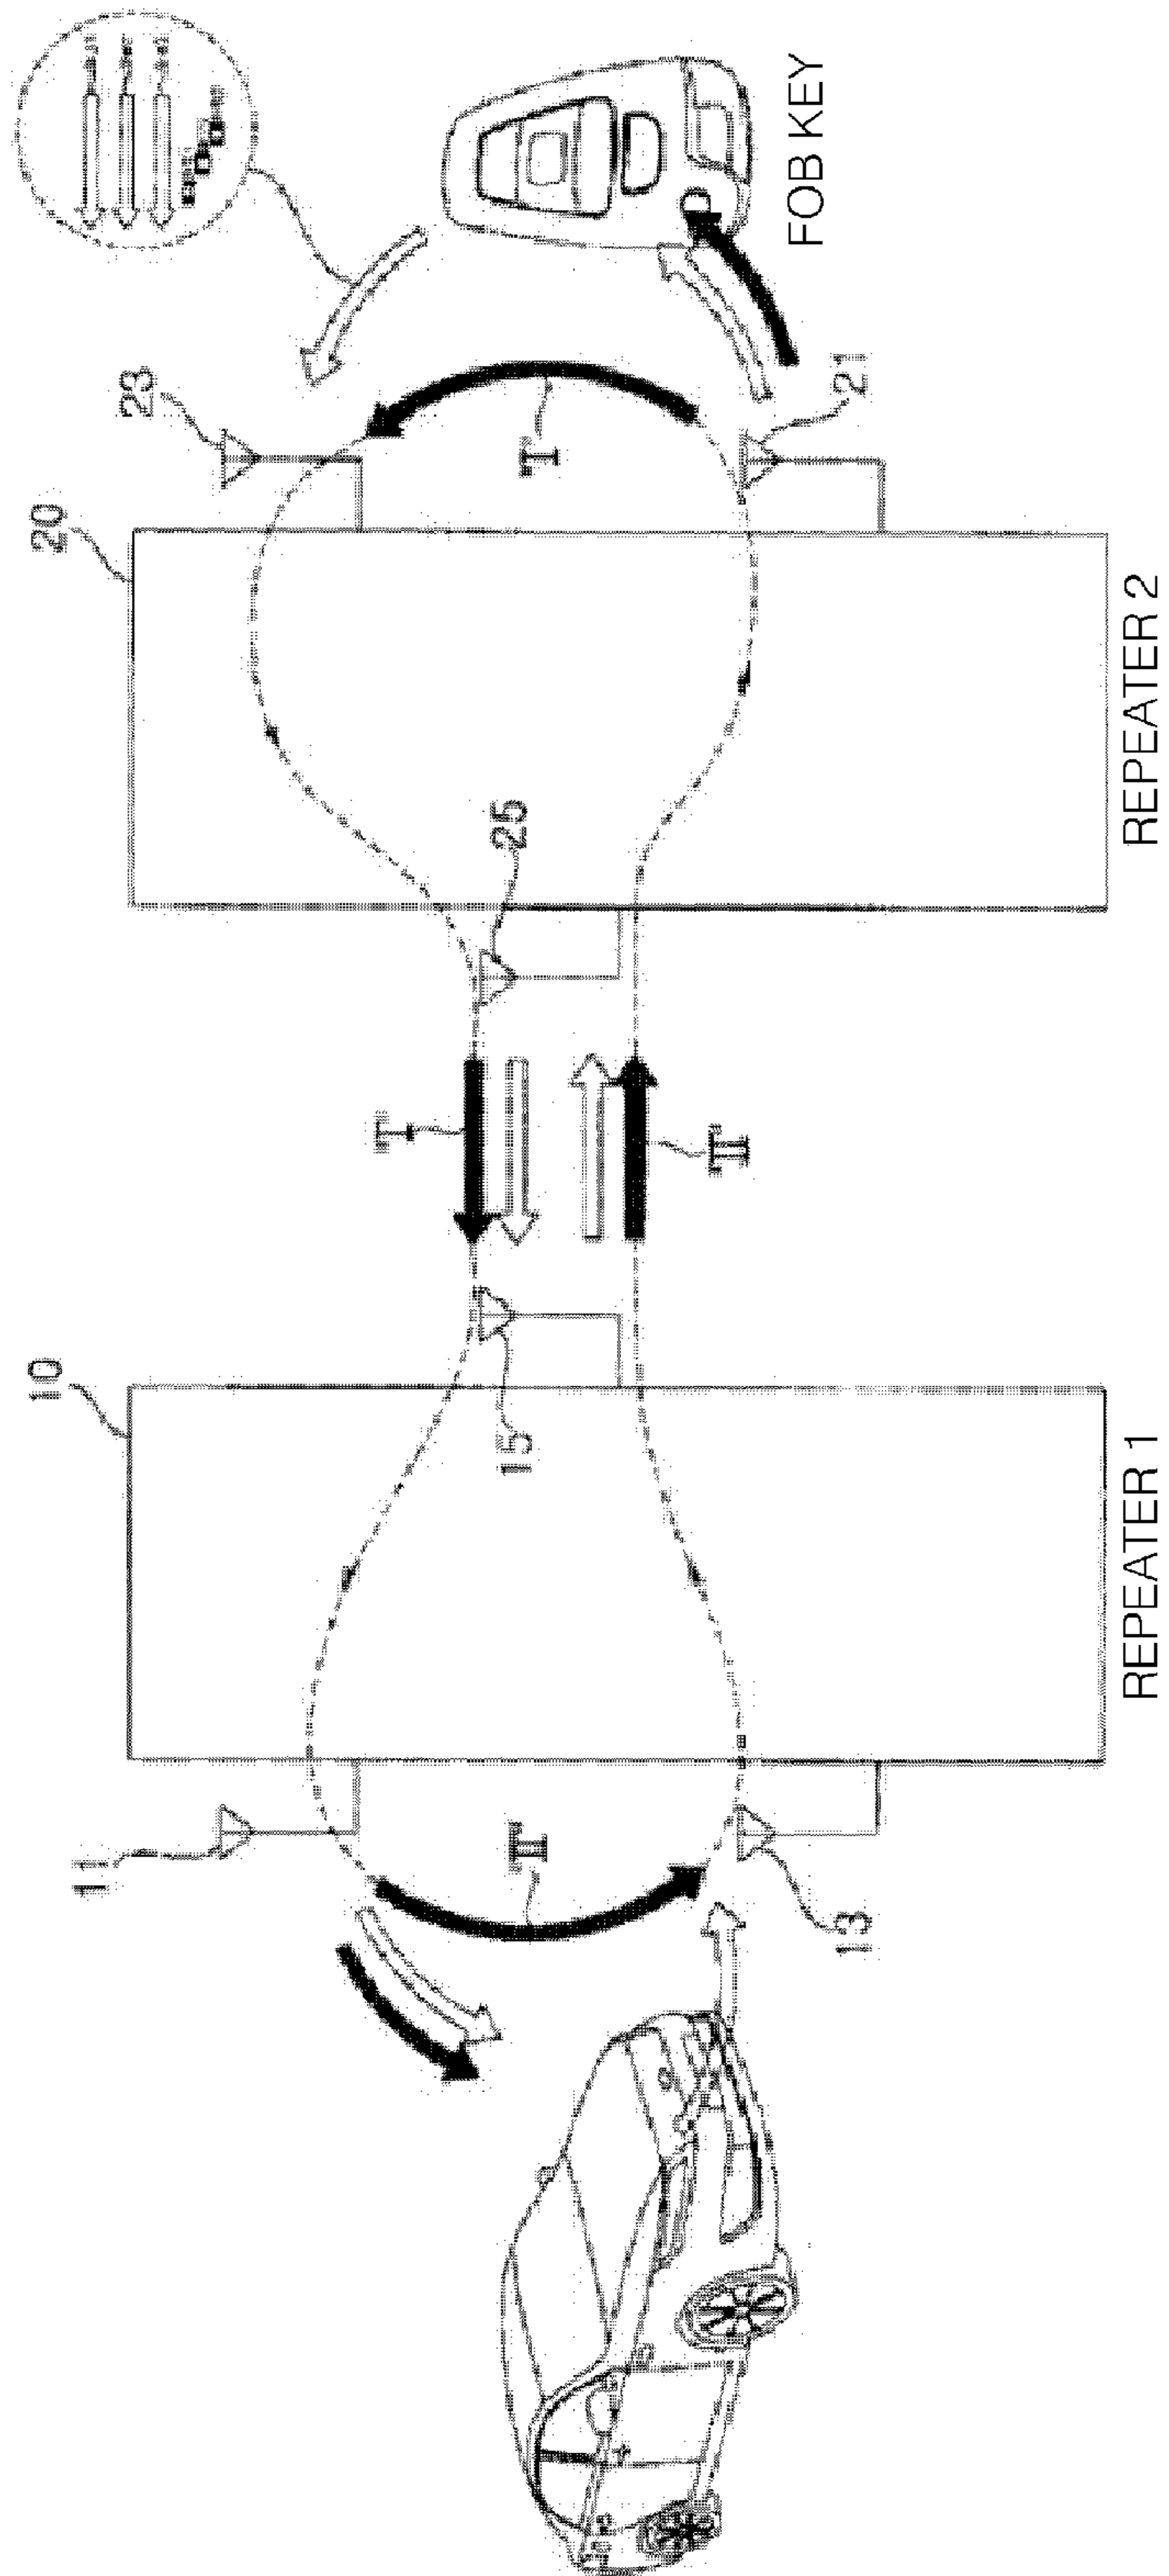 FOB KEY
23
21
I
20
REPEATER 2
25
I
II
10
15
REPEATER 1
11
II
13